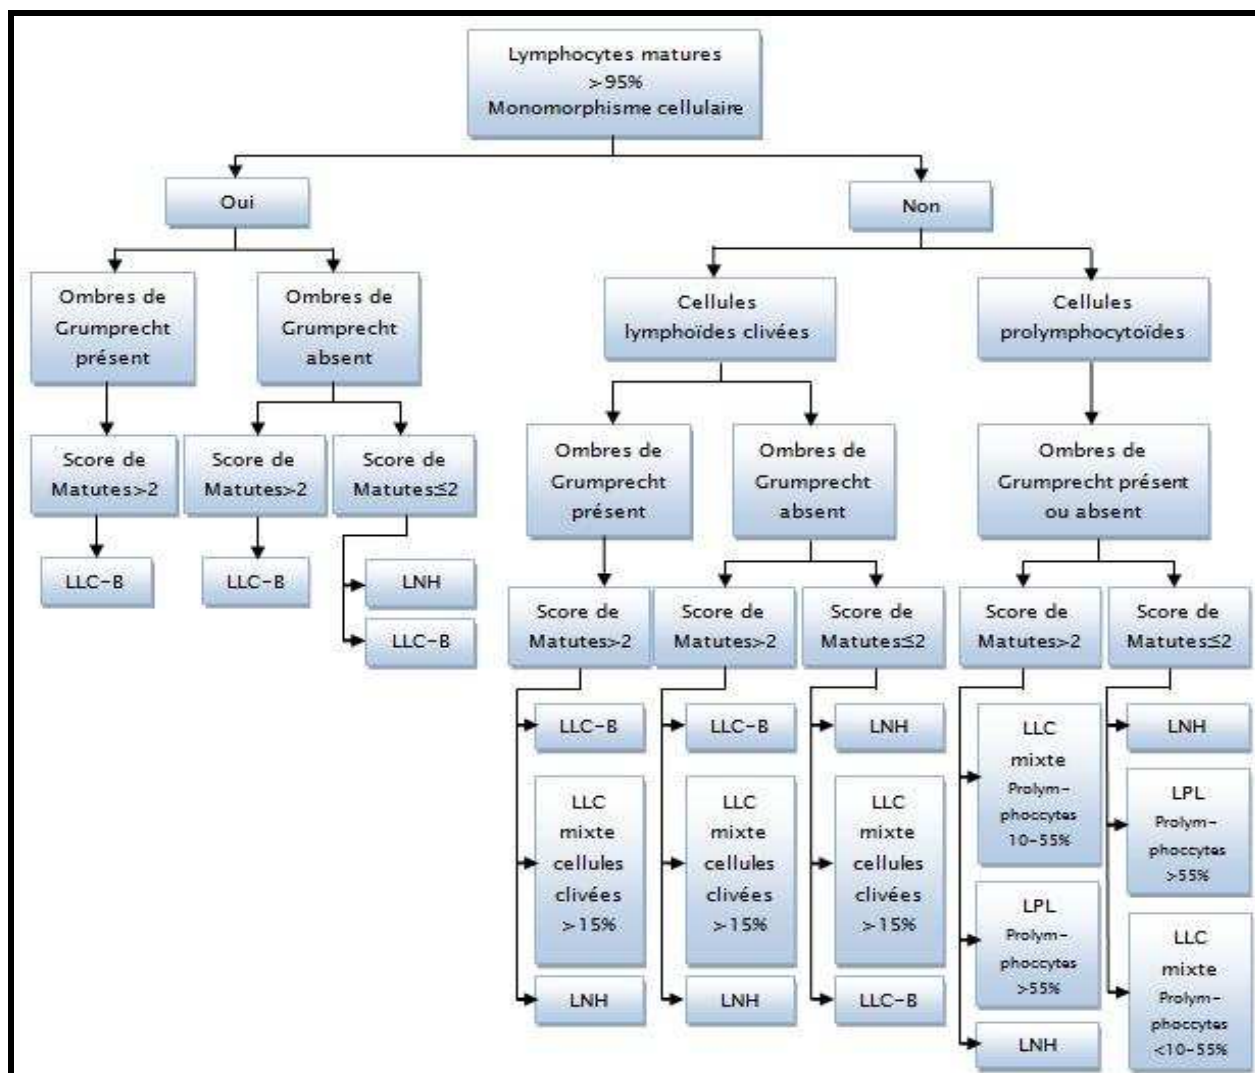 Lymphocytes matures
>95%
Monomorphisme cellulaire
Oui
Non
Ombres de
Grumprecht
présent
Ombres de
Grumprecht
absent
Cellules
lymphoïdes clivées
Cellules
prolymphocytoïdes
Score de
Matutes>2
Score de
Matutes>2
Score de
Matutes≤2
Ombres de
Grumprecht
présent
Ombres de
Grumprecht
absent
Ombres de
Grumprecht présent
ou absent
LLC-B
LLC-B
LNH
LLC-B
Score de
Matutes>2
Score de
Matutes>2
Score de
Matutes≤2
Score de
Matutes>2
Score de
Matutes≤2
LLC-B
LLC
mixte
cellules
clivées
>15%
LNH
LLC-B
LLC
mixte
cellules
clivées
>15%
LNH
LNH
LLC
mixte
cellules
clivées
>15%
LLC-B
LLC
mixte
Prolym-
phoccytes
10-55%
LPL
Prolym-
phoccytes
>55%
LNH
LNH
LPL
Prolym-
phoccytes
>55%
LLC
mixte
Prolym-
phoccytes
<10-55%